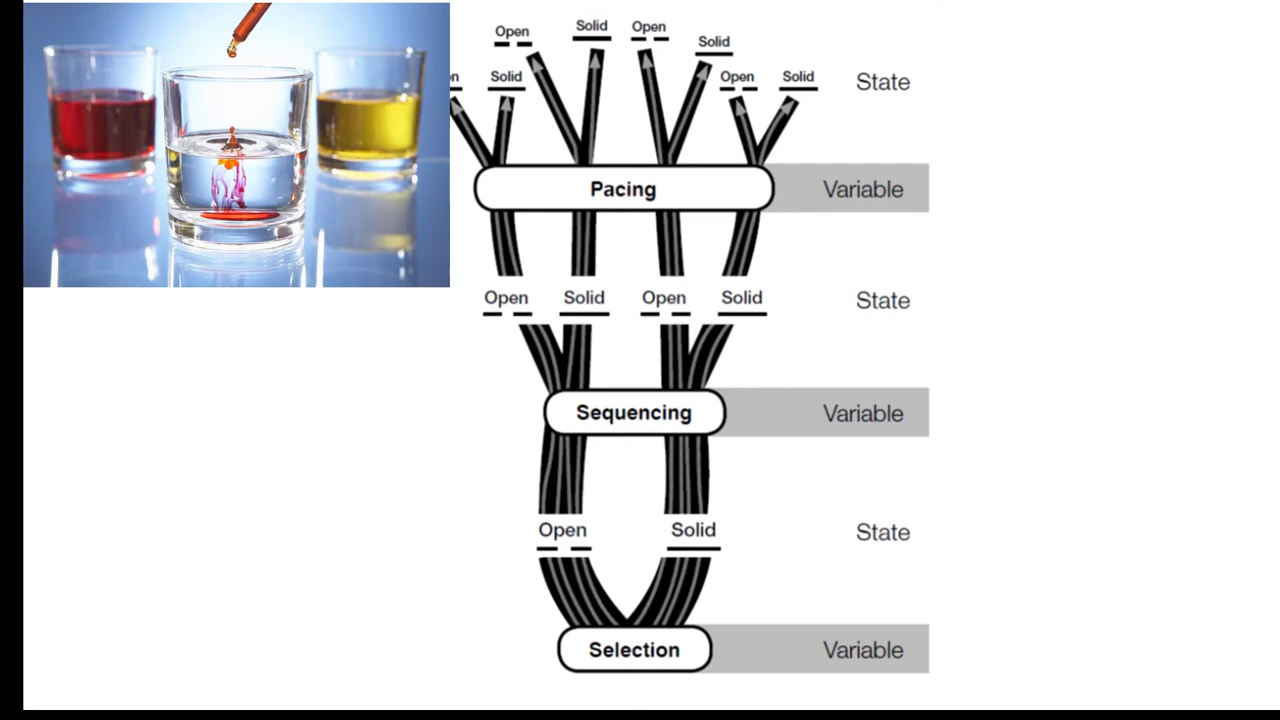 Open Solid Open Solid
n Solid Open Solid State
Pacing Variable
Open Solid Open Solid State
Sequencing Variable
Open Solid State
Selection Variable